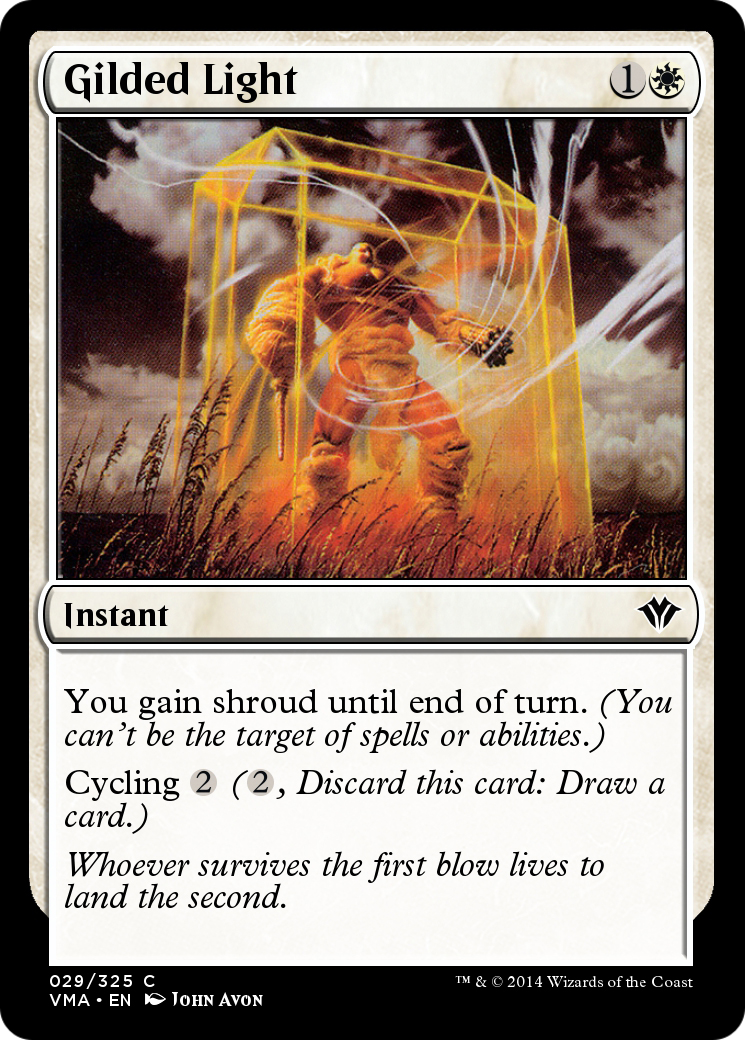 Gilded Light 1
Instant
You gain shroud until end of turn. (You
can't be the target of spells or abilities.)
Cycling 2 (2, Discard this card: Draw a
card.)
Whoever survives the first blow lives to
land the second.
029/325 C
VMA • EN John Avon
™ & © 2014 Wizards of the Coast